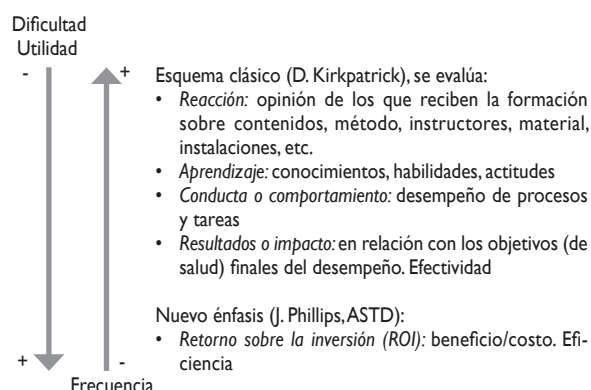 Dificultad
Utilidad
- + Esquema clásico (D. Kirkpatrick), se evalúa:
• Reacción: opinión de los que reciben la formación
sobre contenidos, método, instructores, material,
instalaciones, etc.
• Aprendizaje: conocimientos, habilidades, actitudes
• Conducta o comportamiento: desempeño de procesos
y tareas
• Resultados o impacto: en relación con los objetivos (de
salud) finales del desempeño. Efectividad
Nuevo énfasis (J. Phillips, ASTD):
• Retorno sobre la inversión (ROI): beneficio/costo. Efi-
+ - ciencia
Frecuencia